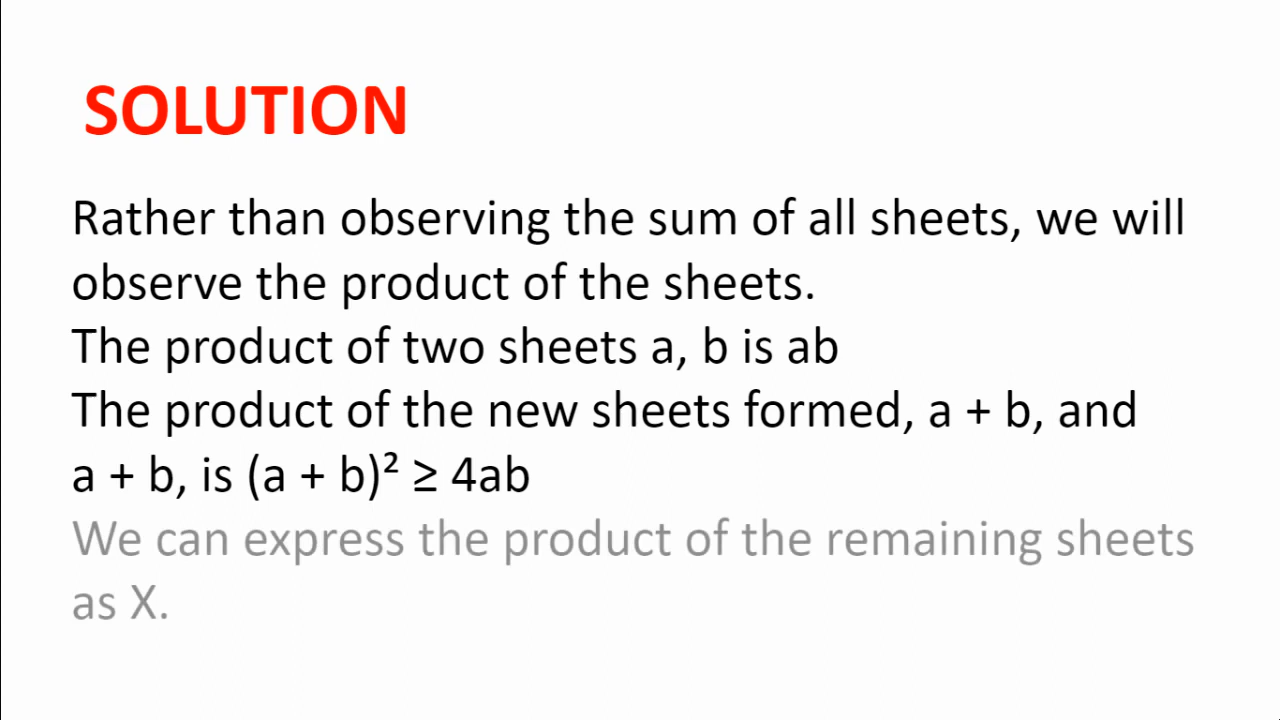 SOLUTION
Rather than observing the sum of all sheets, we will
observe the product of the sheets.
The product of two sheets a, b is ab
The product of the new sheets formed, a + b, and
a + b, is (a + b)² ≥ 4ab
We can express the product of the remaining sheets
as X.